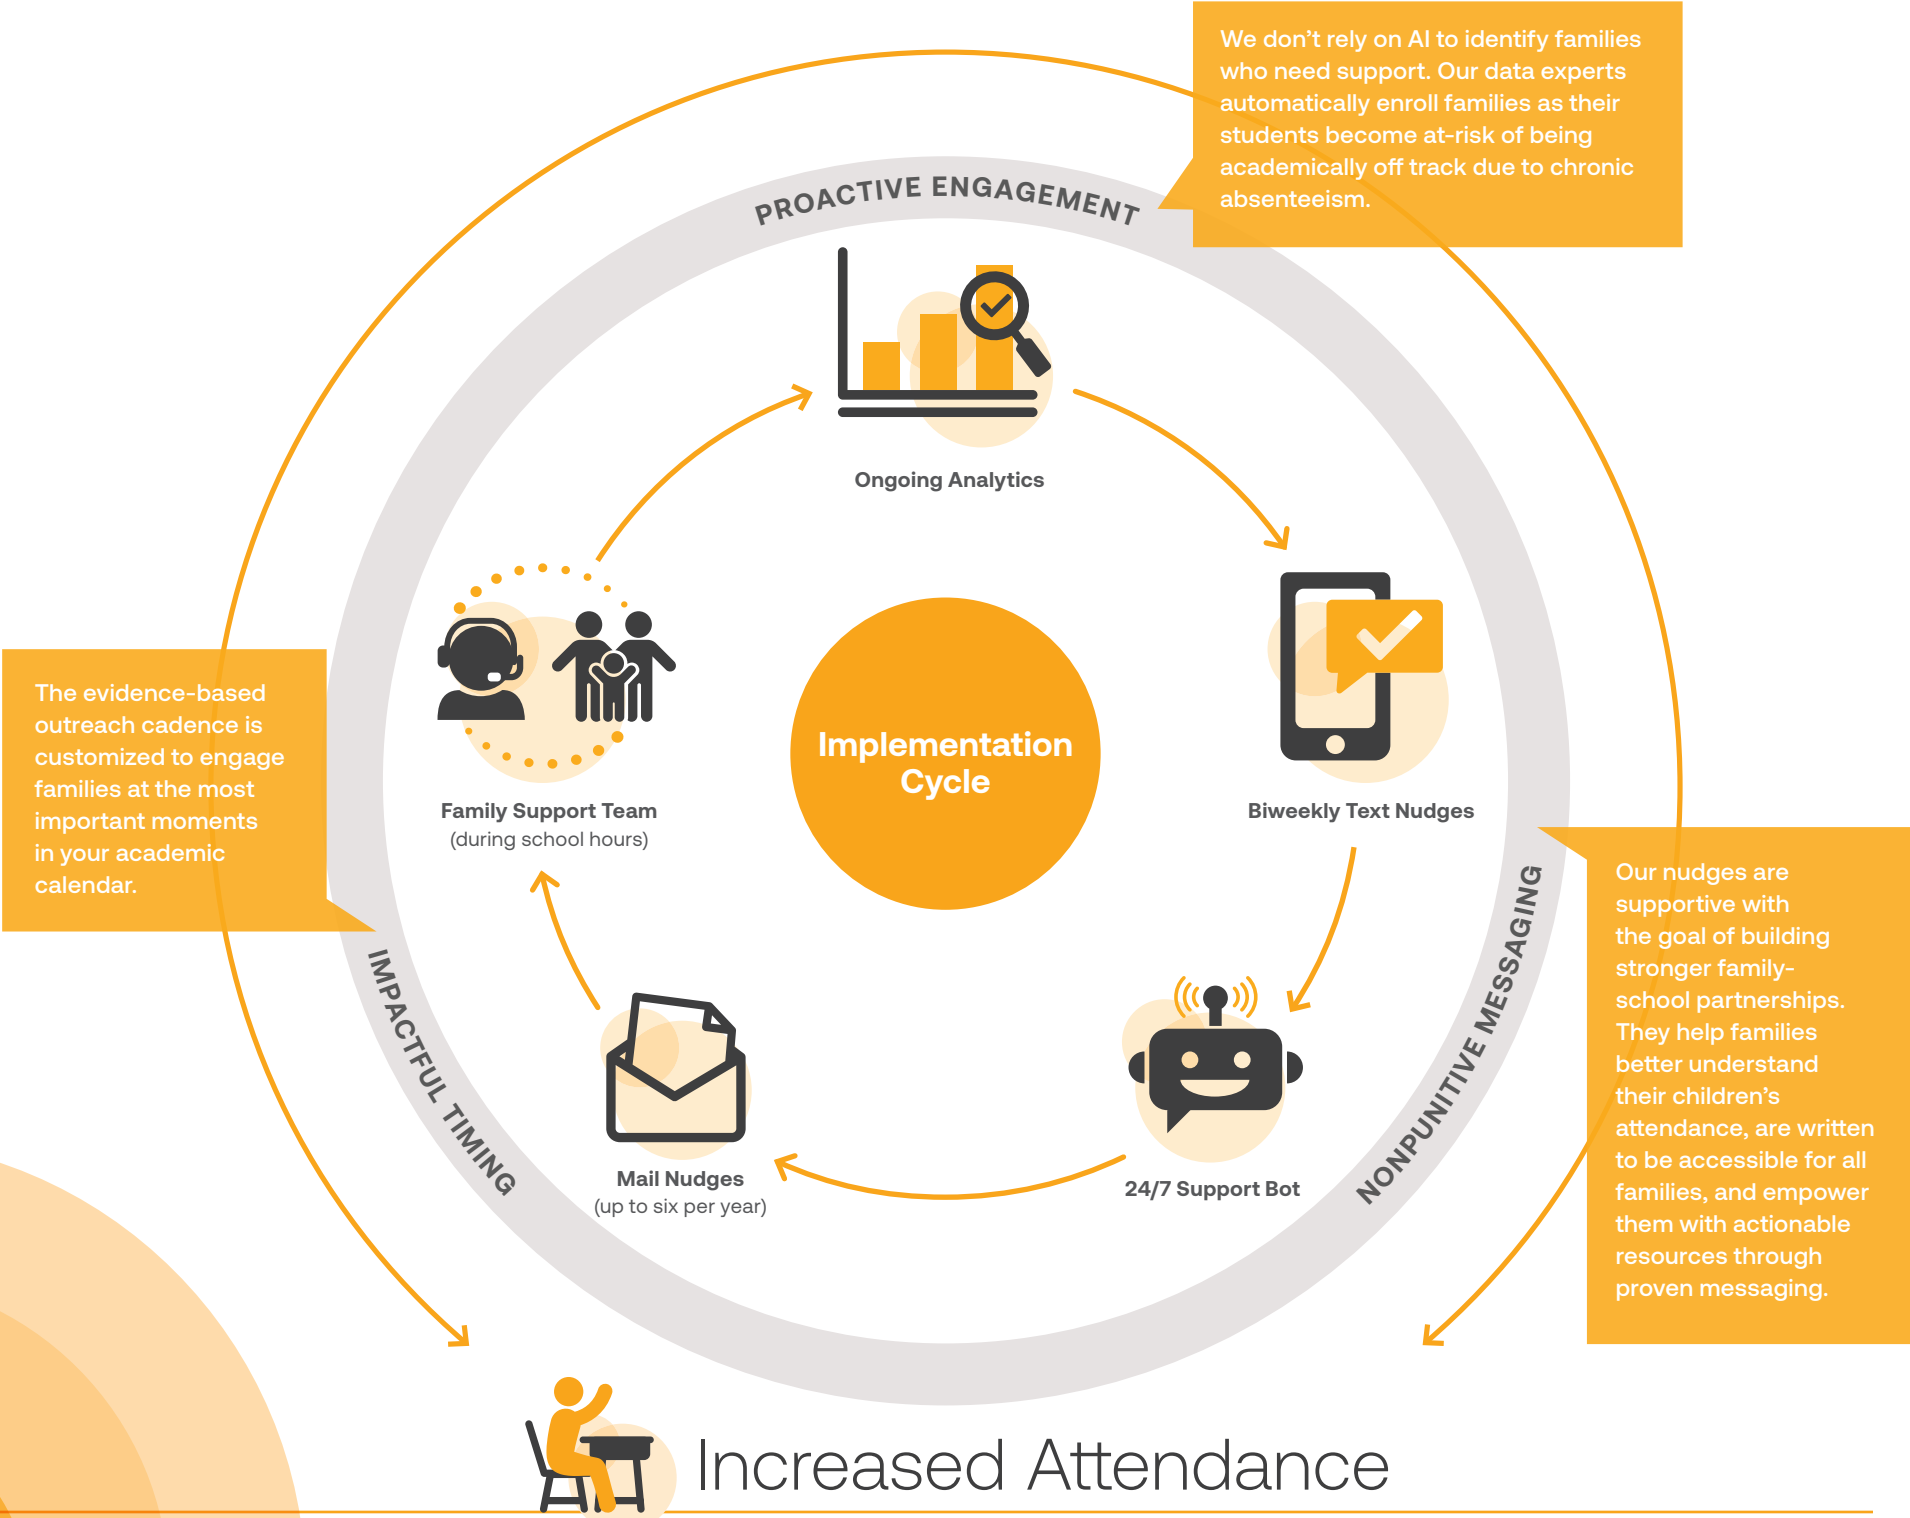 We don't rely on AI to identify families
who need support. Our data experts
automatically enroll families as their
students become at-risk of being
academically off track due to chronic
absenteeism.
PROACTIVE ENGAGEMENT
Ongoing Analytics
Implementation
Cycle
Family Support Team
(during school hours)
Biweekly Text Nudges
The evidence-based
outreach cadence is
customized to engage
families at the most
important moments
in your academic
calendar.
Our nudges are
supportive with
the goal of building
stronger family-
school partnerships.
They help families
better understand
their children's
attendance, are written
to be accessible for all
families, and empower
them with actionable
resources through
proven messaging.
IMPACTFUL TIMING
NONPUNITIVE MESSAGING
Mail Nudges
(up to six per year)
24/7 Support Bot
Increased Attendance